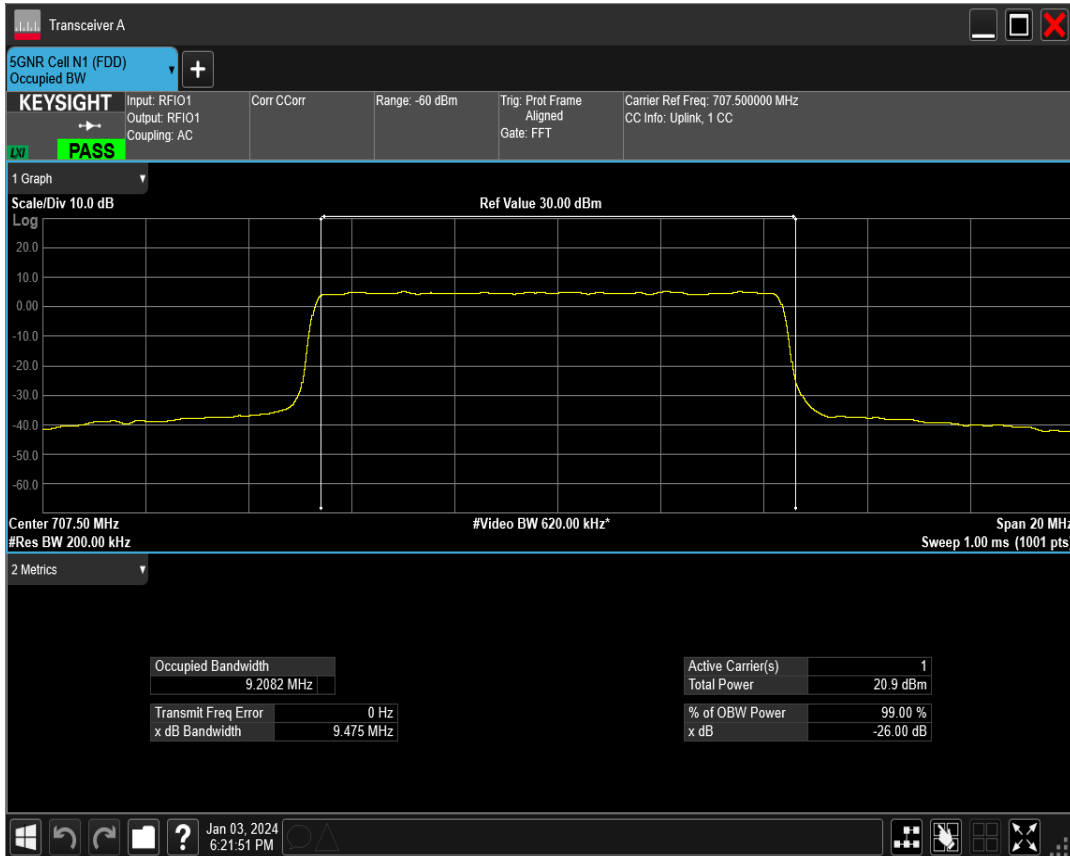 Transceiver A
5GNR Cell N1 (FDD)
Occupied BW
+
KEYSIGHT
LXI
PASS
Input: RFIO1
Output: RFIO1
Coupling: AC
Corr CCorr
Range: -60 dBm
Trig: Prot Frame
Aligned
Gate: FFT
Carrier Ref Freq: 707.500000 MHz
CC Info: Uplink, 1 CC
1 Graph
Scale/Div 10.0 dB
Ref Value 30.00 dBm
Log
20.0
10.0
0.00
-10.0
-20.0
-30.0
-40.0
-50.0
-60.0
Center 707.50 MHz
#Video BW 620.00 kHz*
Span 20 MHz
#Res BW 200.00 kHz
Sweep 1.00 ms (1001 pts)
2 Metrics
Occupied Bandwidth
9.2082 MHz
Transmit Freq Error 0 Hz
x dB Bandwidth 9.475 MHz
Active Carrier(s) 1
Total Power 20.9 dBm
% of OBW Power 99.00 %
x dB -26.00 dB
?
Jan 03, 2024
6:21:51 PM